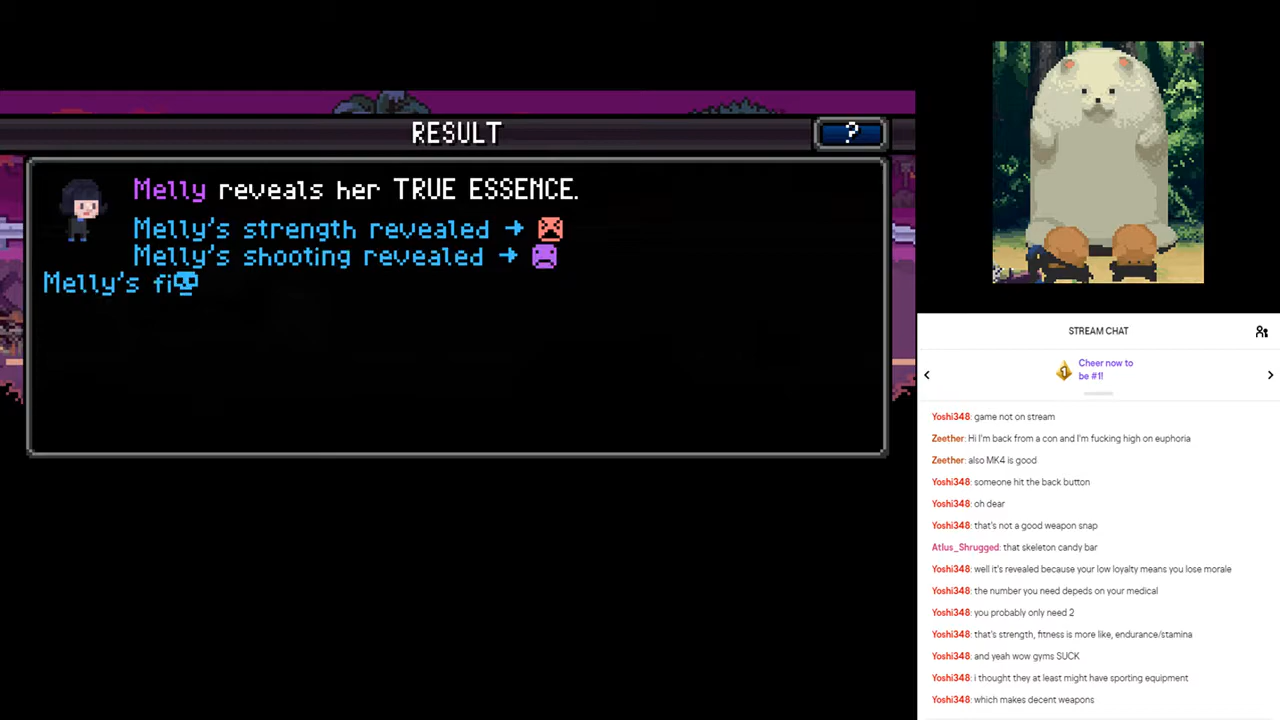 RESULT
?
Melly reveals her TRUE ESSENCE.
Melly's strength revealed →
Melly's shooting revealed →
Melly's fi
STREAM CHAT
1
Cheer now to
be #1!
Yoshi348: game not on stream
Zeether: Hi I'm back from a con and I'm fucking high on euphoria
Zeether: also MK4 is good
Yoshi348: someone hit the back button
Yoshi348: oh dear
Yoshi348: that's not a good weapon snap
Atlus_Shrugged: that skeleton candy bar
Yoshi348: well it's revealed because your low loyalty means you lose morale
Yoshi348: the number you need depeds on your medical
Yoshi348: you probably only need 2
Yoshi348: that's strength, fitness is more like, endurance/stamina
Yoshi348: and yeah wow gyms SUCK
Yoshi348: i thought they at least might have sporting equipment
Yoshi348: which makes decent weapons